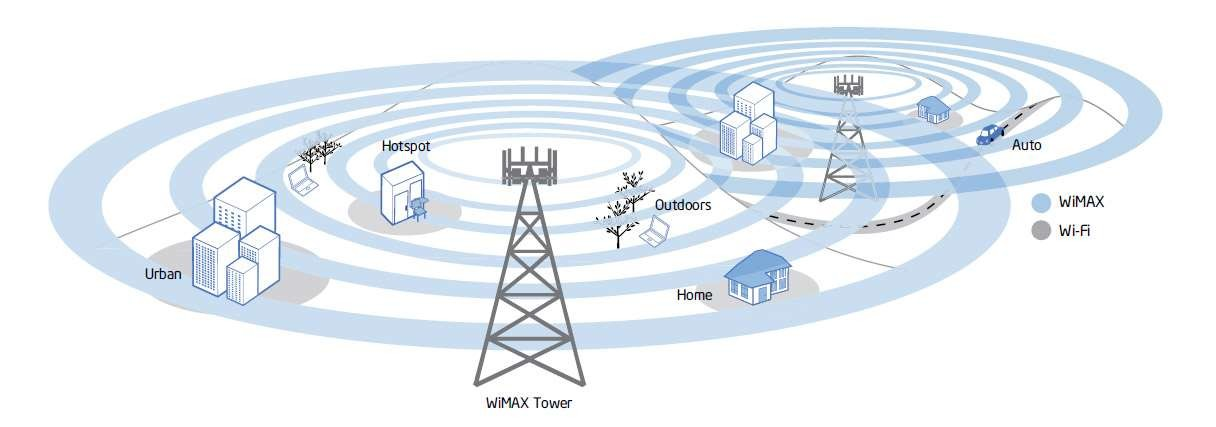 Hotspot
Auto
Outdoors
WiMAX
Wi-Fi
Urban
Home
WiMAX Tower